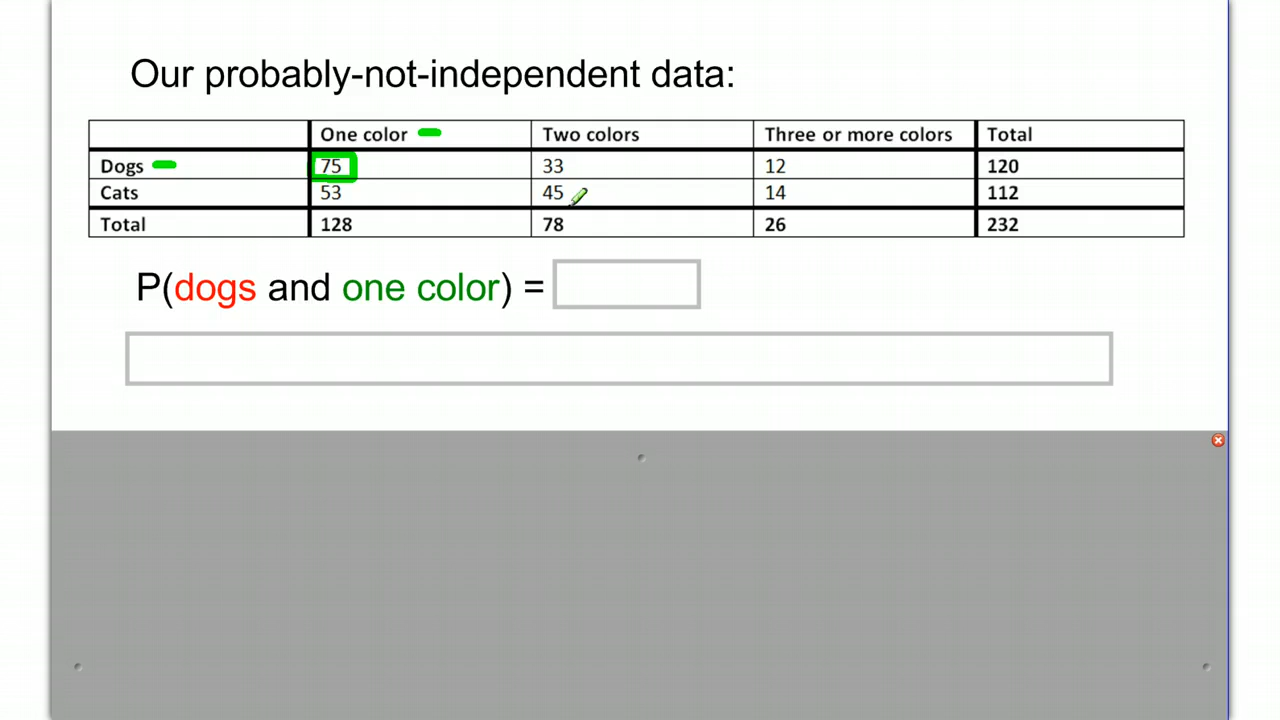 Our probably-not-independent data:
One color Two colors Three or more colors Total
Dogs 75 33 12 120
Cats 53 45 14 112
Total 128 78 26 232
P(dogs and one color) =